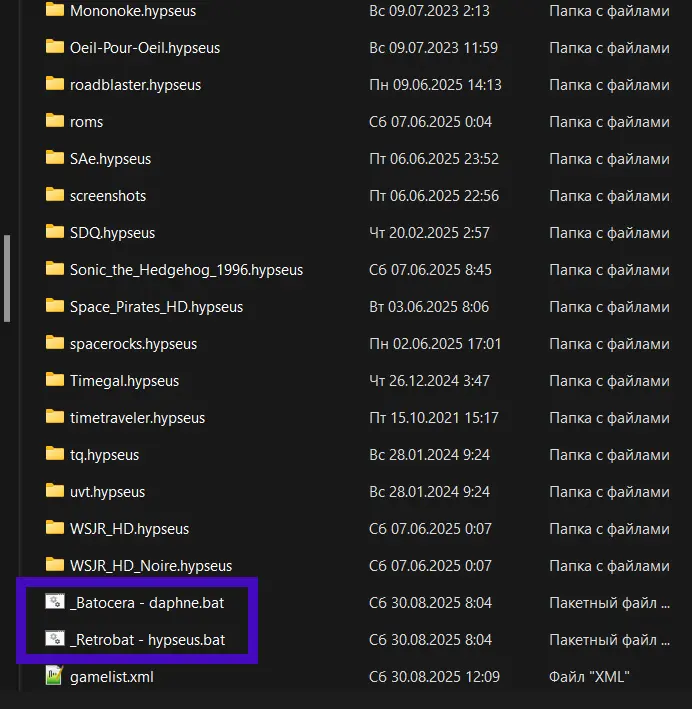 Mononoke.hypseus Вс 09.07.2023 2:13 Папка с файлами
Oeil-Pour-Oeil.hypseus Вс 09.07.2023 11:59 Папка с файлами
roadblaster.hypseus Пн 09.06.2025 14:13 Папка с файлами
roms Сб 07.06.2025 0:04 Папка с файлами
SAe.hypseus Пт 06.06.2025 23:52 Папка с файлами
screenshots Пт 06.06.2025 22:56 Папка с файлами
SDQ.hypseus Чт 20.02.2025 2:57 Папка с файлами
Sonic_the_Hedgehog_1996.hypseus Сб 07.06.2025 8:45 Папка с файлами
Space_Pirates_HD.hypseus Вт 03.06.2025 8:06 Папка с файлами
spacerocks.hypseus Пн 02.06.2025 17:01 Папка с файлами
Timegal.hypseus Чт 26.12.2024 3:47 Папка с файлами
timetraveler.hypseus Пт 15.10.2021 15:17 Папка с файлами
tq.hypseus Вс 28.01.2024 9:24 Папка с файлами
uvt.hypseus Вс 28.01.2024 9:24 Папка с файлами
WSJR_HD.hypseus Сб 07.06.2025 0:07 Папка с файлами
WSJR_HD_Noire.hypseus Сб 07.06.2025 0:07 Папка с файлами
_Batocera - daphne.bat Сб 30.08.2025 8:04 Пакетный файл ...
_Retrobat - hypseus.bat Сб 30.08.2025 8:04 Пакетный файл ...
gamelist.xml Сб 30.08.2025 12:09 Файл "XML"